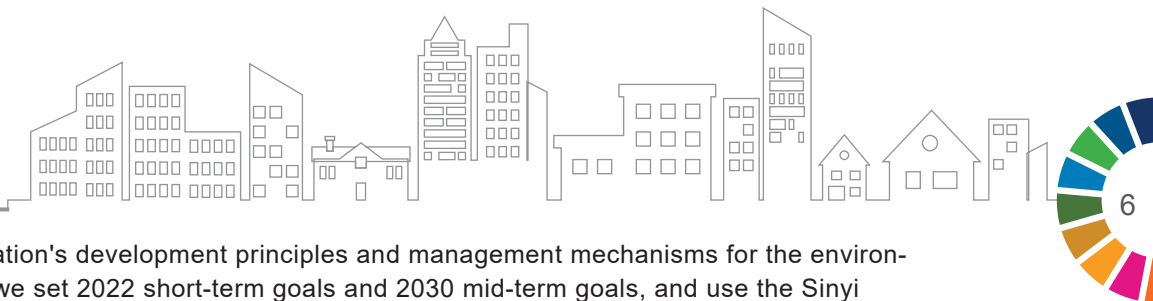 6
ation's development principles and management mechanisms for the environ-
we set 2022 short-term goals and 2030 mid-term goals, and use the Sinyi